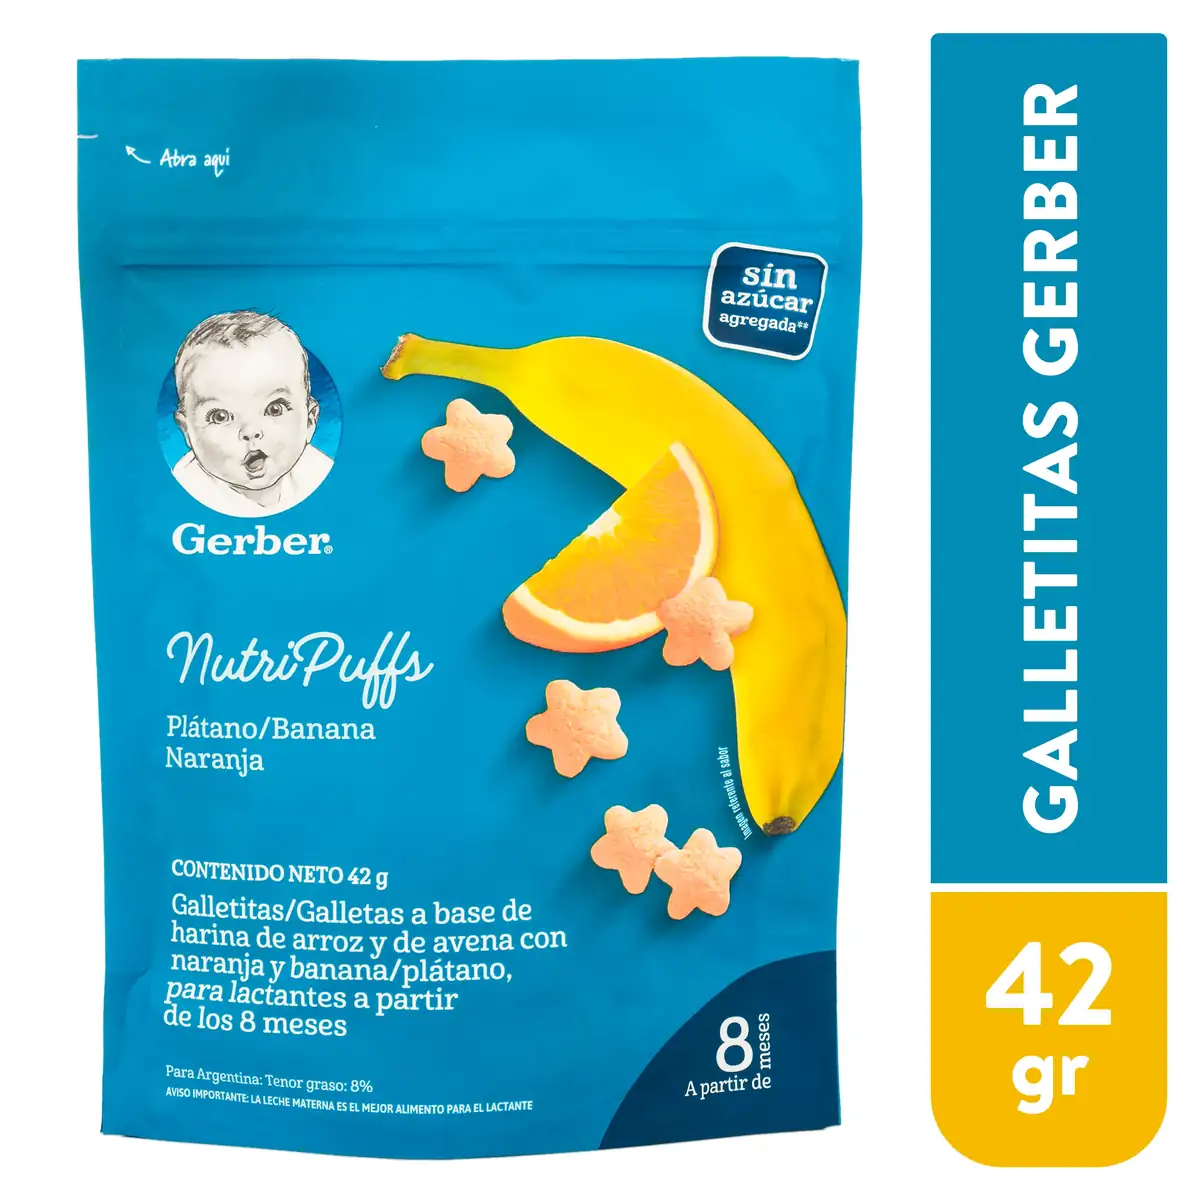 Abra aquí
sin
azúcar
agregada**
Gerber®
NutriPuffs
Plátano/Banana
Naranja
Imagen referente al sabor
CONTENIDO NETO 42 g
Galletitas/Galletas a base de
harina de arroz y de avena con
naranja y banana/plátano,
para lactantes a partir
de los 8 meses
Para Argentina: Tenor graso: 8%
AVISO IMPORTANTE: LA LECHE MATERNA ES EL MEJOR ALIMENTO PARA EL LACTANTE
8
meses
A partir de
GALLETITAS GERBER
42
gr